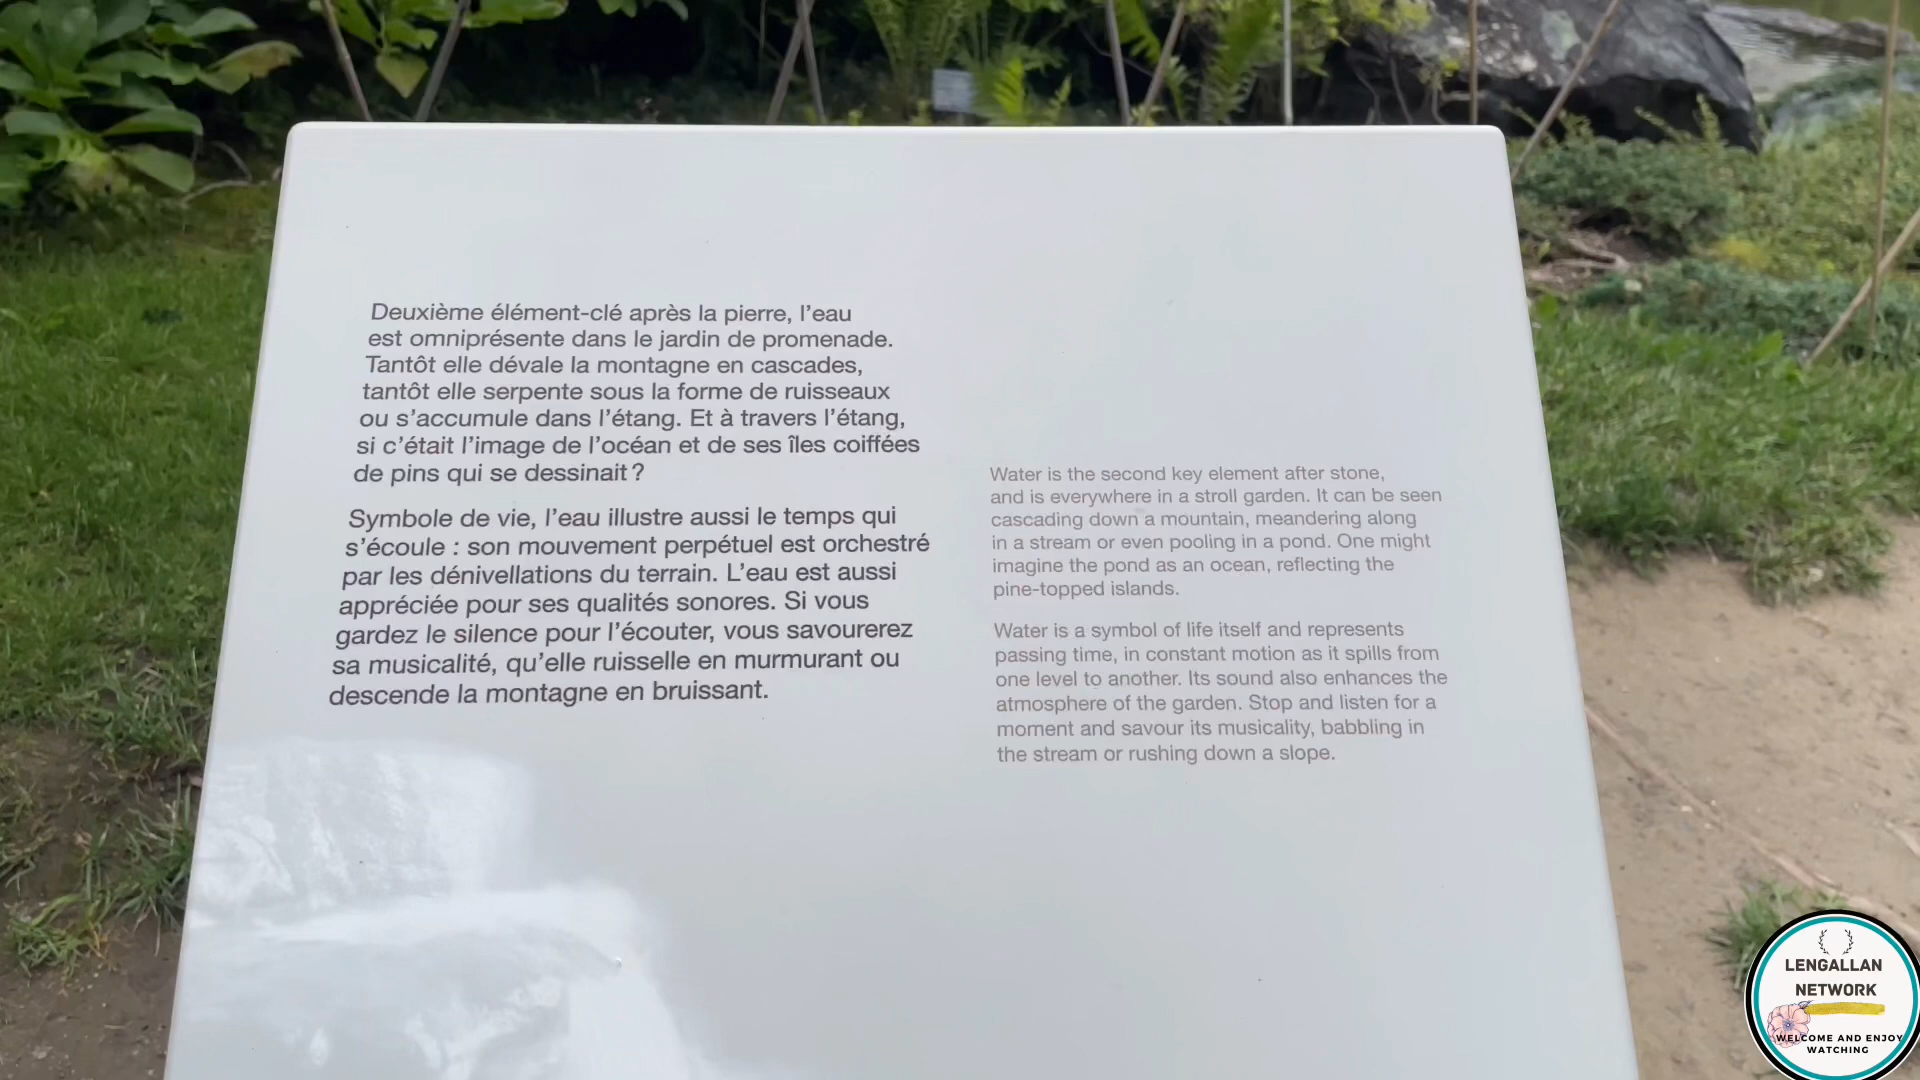 Deuxième élément-clé après la pierre, l’eau
est omniprésente dans le jardin de promenade.
Tantôt elle dévale la montagne en cascades,
tantôt elle serpente sous la forme de ruisseaux
ou s’accumule dans l’étang. Et à travers l’étang,
si c’était l’image de l’océan et de ses îles coiffées
de pins qui se dessinait ?
Symbole de vie, l’eau illustre aussi le temps qui
s’écoule : son mouvement perpétuel est orchestré
par les dénivellations du terrain. L’eau est aussi
appréciée pour ses qualités sonores. Si vous
gardez le silence pour l’écouter, vous savourerez
sa musicalité, qu’elle ruisselle en murmurant ou
descende la montagne en bruissant.
Water is the second key element after stone,
and is everywhere in a stroll garden. It can be seen
cascading down a mountain, meandering along
in a stream or even pooling in a pond. One might
imagine the pond as an ocean, reflecting the
pine-topped islands.
Water is a symbol of life itself and represents
passing time, in constant motion as it spills from
one level to another. Its sound also enhances the
atmosphere of the garden. Stop and listen for a
moment and savour its musicality, babbling in
the stream or rushing down a slope.
LENGALLAN
NETWORK
WELCOME AND ENJOY
WATCHING